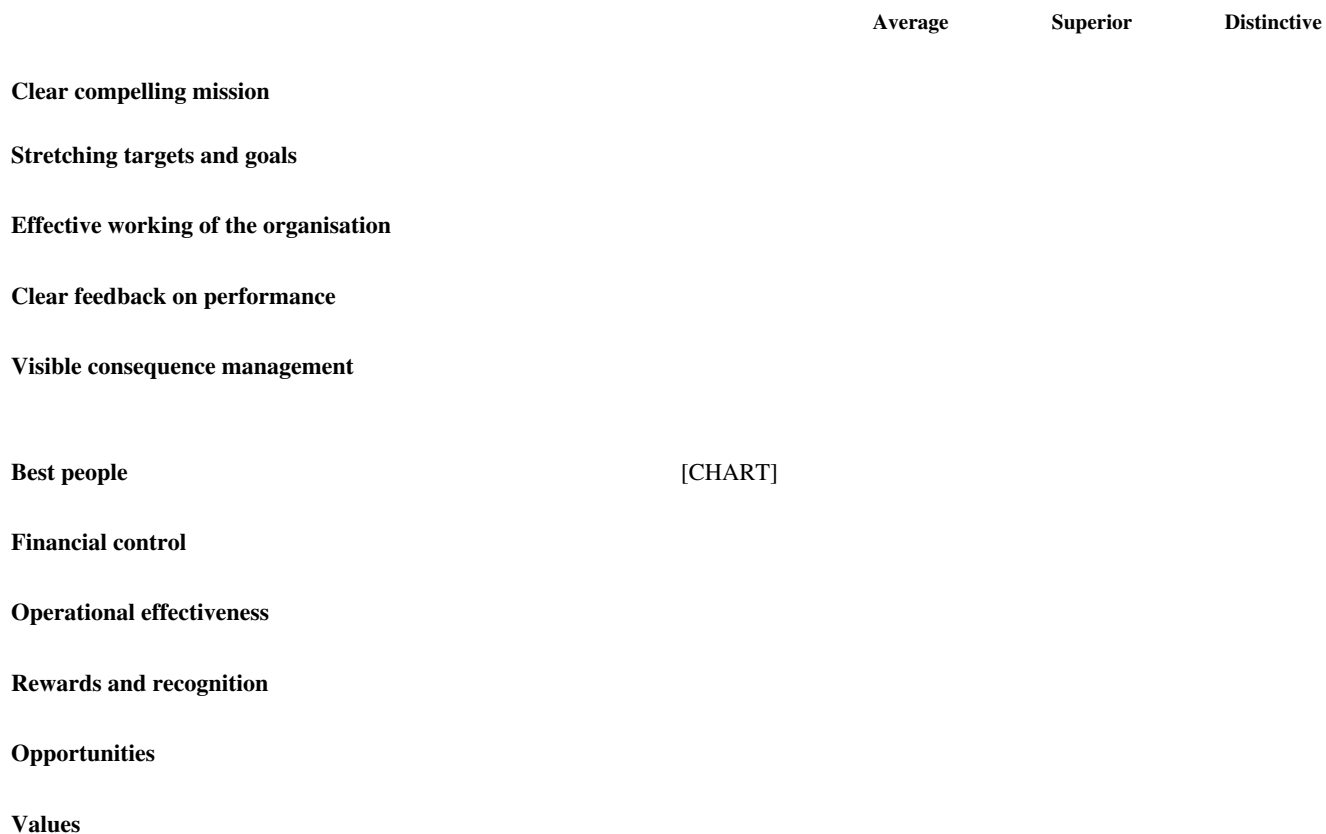 Average Superior Distinctive
Clear compelling mission
Stretching targets and goals
Effective working of the organisation
Clear feedback on performance
Visible consequence management
Best people [CHART]
Financial control
Operational effectiveness
Rewards and recognition
Opportunities
Values